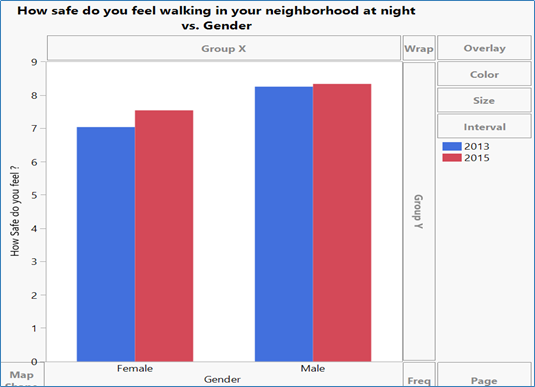 How safe do you feel walking in your neighborhood at night
vs. Gender
Group X
Wrap
Overlay
Color
Size
Interval
2013
2015
Group Y
How Safe do you feel ?
9
8
7
6
5
4
3
2
1
0
Female
Male
Gender
Map
Freq
Page